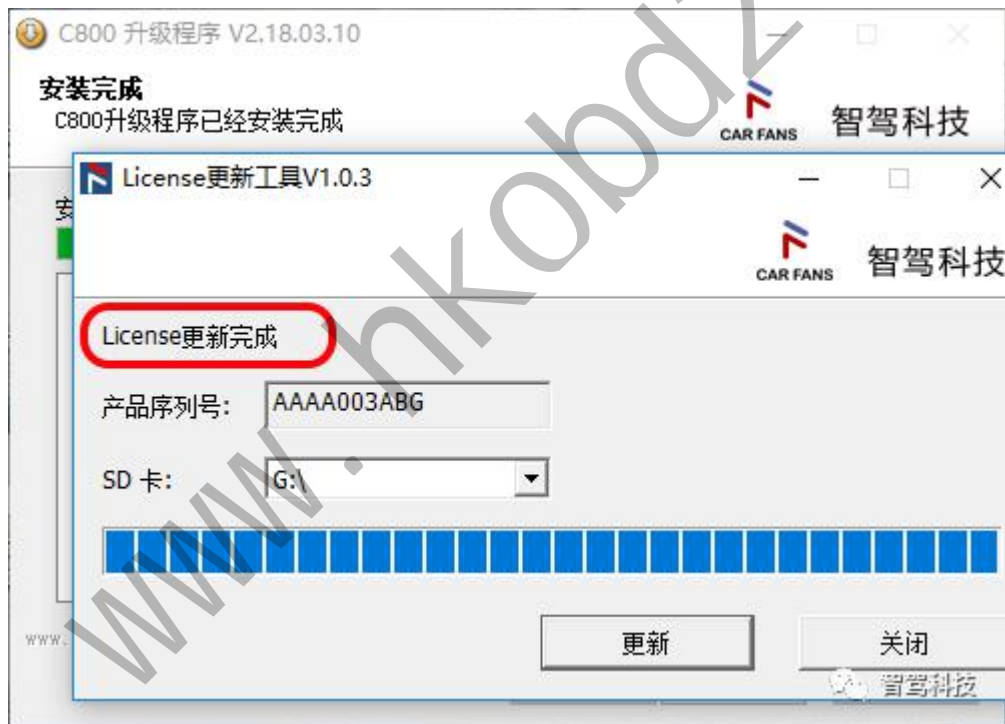 C800 升级程序 V2.18.03.10
安装完成
C800升级程序已经安装完成
CAR FANS 智驾科技
License更新工具V1.0.3
CAR FANS 智驾科技
License更新完成
产品序列号: AAAA003ABG
SD 卡: G:\
更新 关闭
www.
智驾科技
www.hkobd2